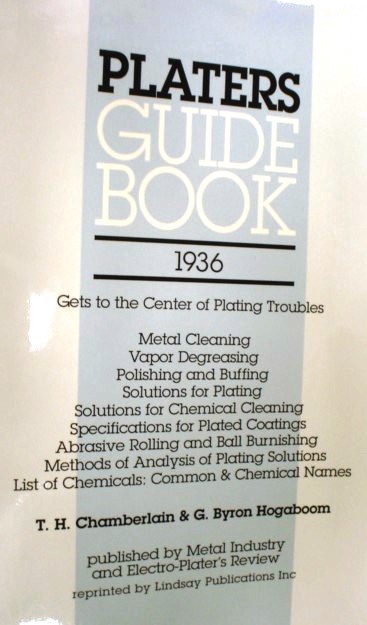 PLATERS
GUIDE
BOOK
1936
Gets to the Center of Plating Troubles
Metal Cleaning
Vapor Degreasing
Polishing and Buffing
Solutions for Plating
Solutions for Chemical Cleaning
Specifications for Plated Coatings
Abrasive Rolling and Ball Burnishing
Methods of Analysis of Plating Solutions
List of Chemicals: Common & Chemical Names
T. H. Chamberlain & G. Byron Hogaboom
published by Metal Industry
and Electro-Plater's Review
reprinted by Lindsay Publications Inc